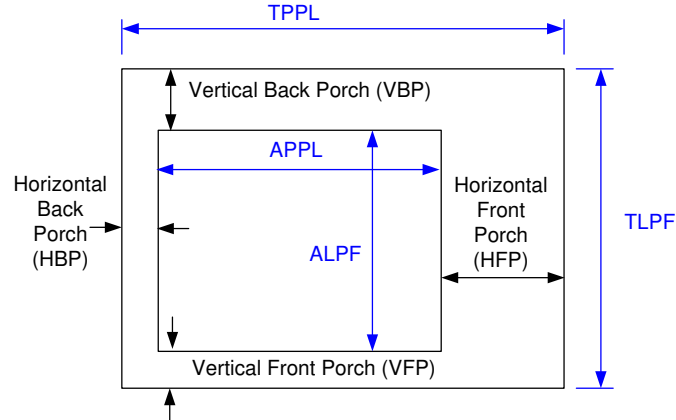 TPPL
Vertical Back Porch (VBP)
APPL
Horizontal
Back
Porch
(HBP)
Horizontal
Front
Porch
(HFP)
TLPF
ALPF
Vertical Front Porch (VFP)